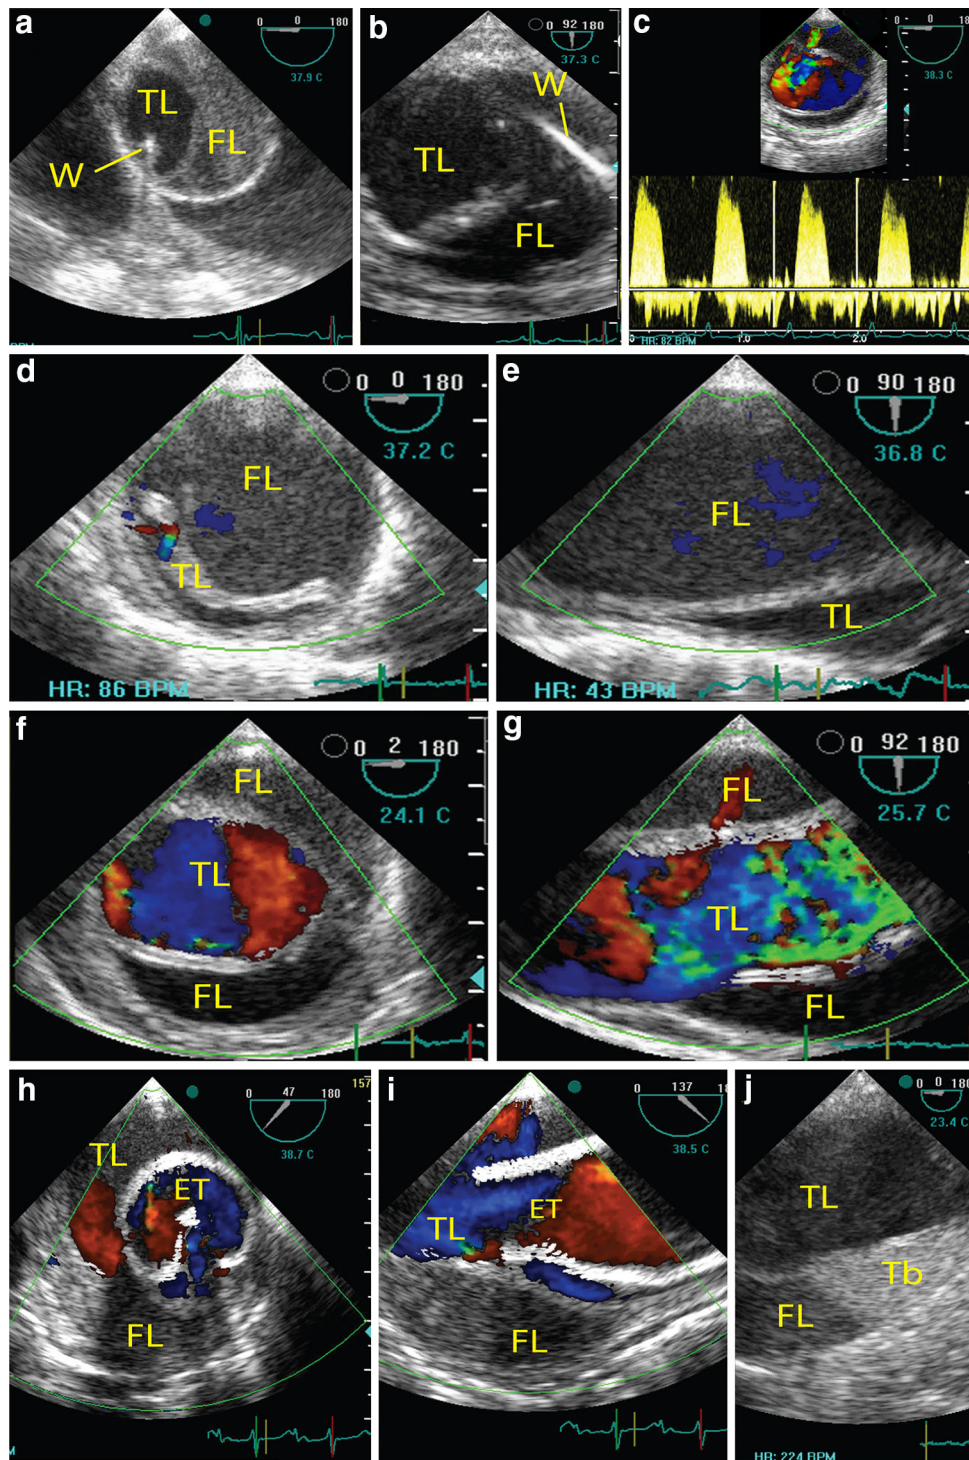 a
0 0 180
37.9 C
TL
FL
W
b
0 92 180
37.3 C
W
TL
FL
c
0 0 180
38.3 C
0 1.0 2.0
HR: 82 BPM
d
0 0 180
37.2 C
FL
TL
HR: 86 BPM
e
0 90 180
36.8 C
FL
TL
HR: 43 BPM
f
0 2 180
24.1 C
FL
TL
FL
g
0 92 180
25.7 C
FL
TL
FL
h
0 47 180
157
38.7 C
TL
ET
FL
i
0 137 18
38.5 C
ET
TL
FL
j
0 0 180
23.4 C
TL
Tb
FL
HR: 224 BPM